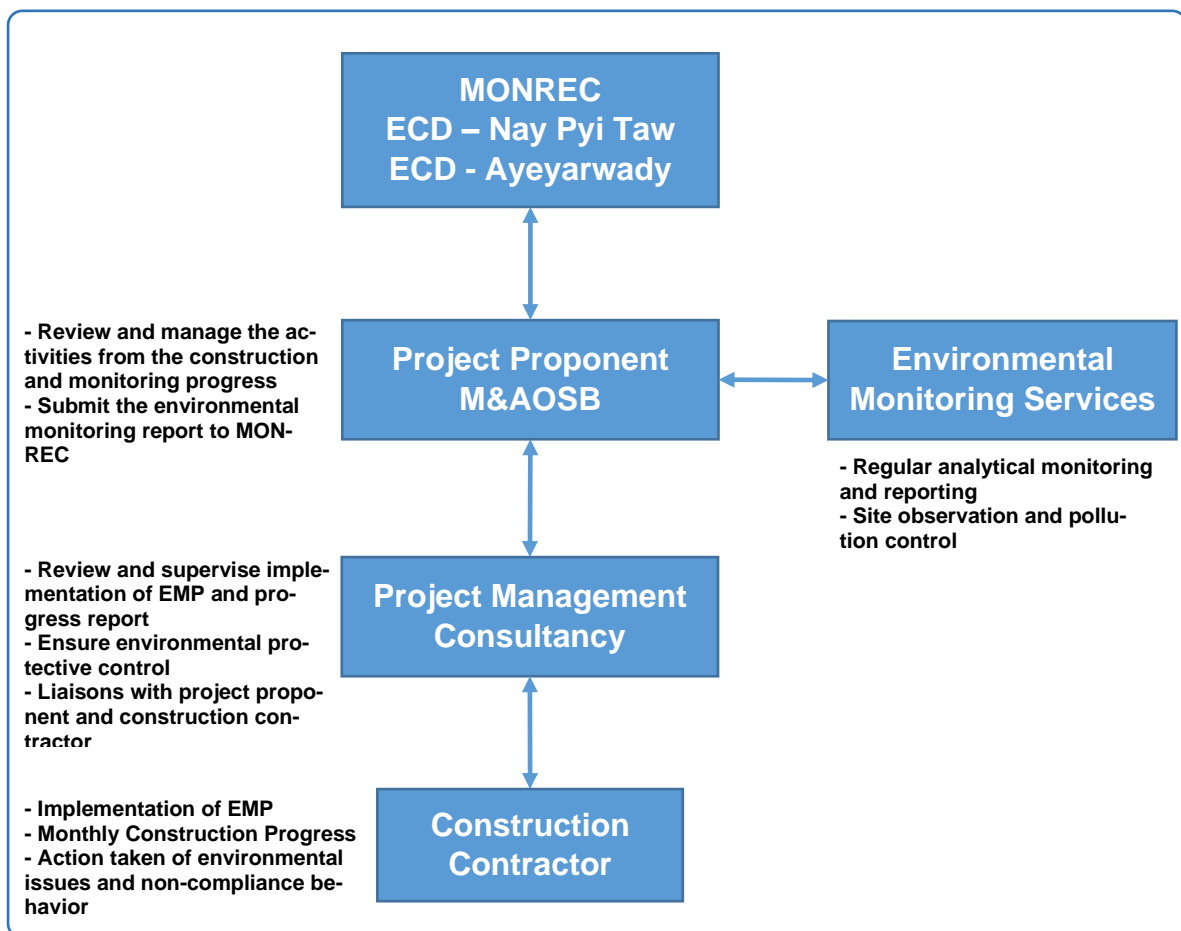 MONREC
ECD – Nay Pyi Taw
ECD - Ayeyarwady
- Review and manage the ac-
tivities from the construction
and monitoring progress
- Submit the environmental
monitoring report to MON-
REC
Project Proponent
M&AOSB
Environmental
Monitoring Services
- Regular analytical monitoring
and reporting
- Site observation and pollu-
tion control
- Review and supervise imple-
mentation of EMP and pro-
gress report
- Ensure environmental pro-
tective control
- Liaisons with project propo-
nent and construction con-
tractor
Project Management
Consultancy
- Implementation of EMP
- Monthly Construction Progress
- Action taken of environmental
issues and non-compliance be-
havior
Construction
Contractor